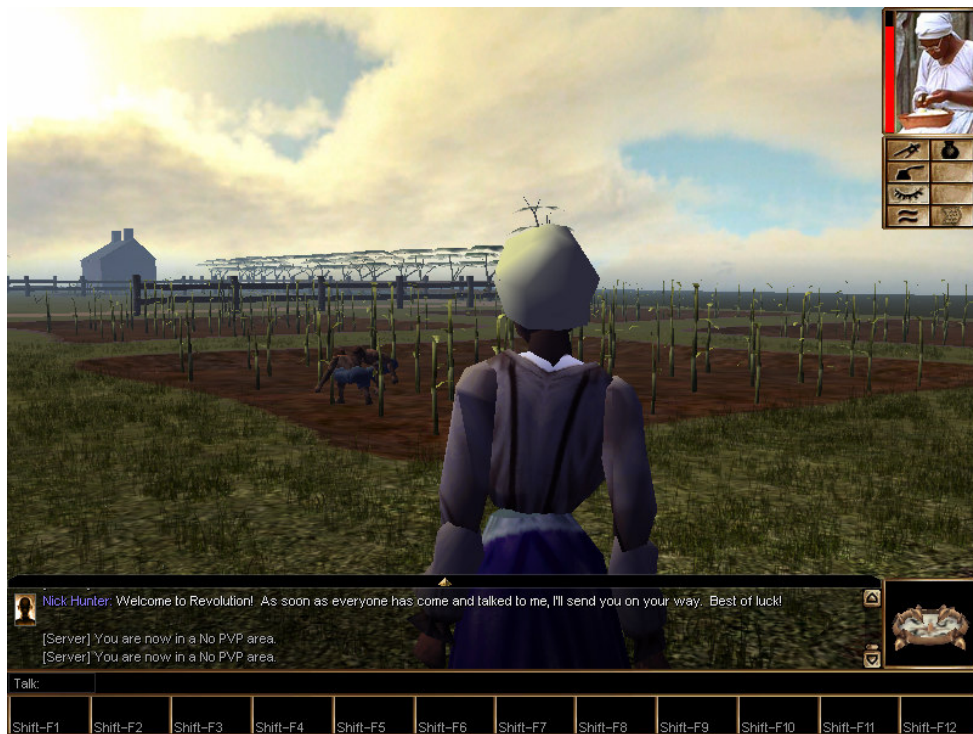 Nick Hunter: Welcome to Revolution!  As soon as everyone has come and talked to me, I'll send you on your way.  Best of luck!
[Server] You are now in a No PVP area.
[Server] You are now in a No PVP area.
Talk:
Shift-F1 Shift-F2 Shift-F3 Shift-F4 Shift-F5 Shift-F6 Shift-F7 Shift-F8 Shift-F9 Shift-F10 Shift-F11 Shift-F12